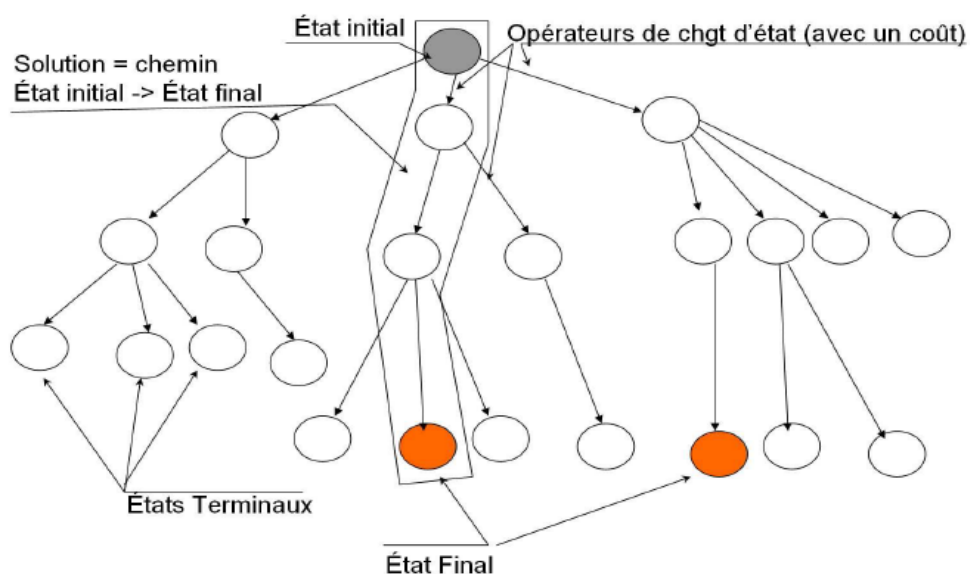 État initial
Opérateurs de chgt d'état (avec un coût)
Solution = chemin
État initial -> État final
États Terminaux
État Final